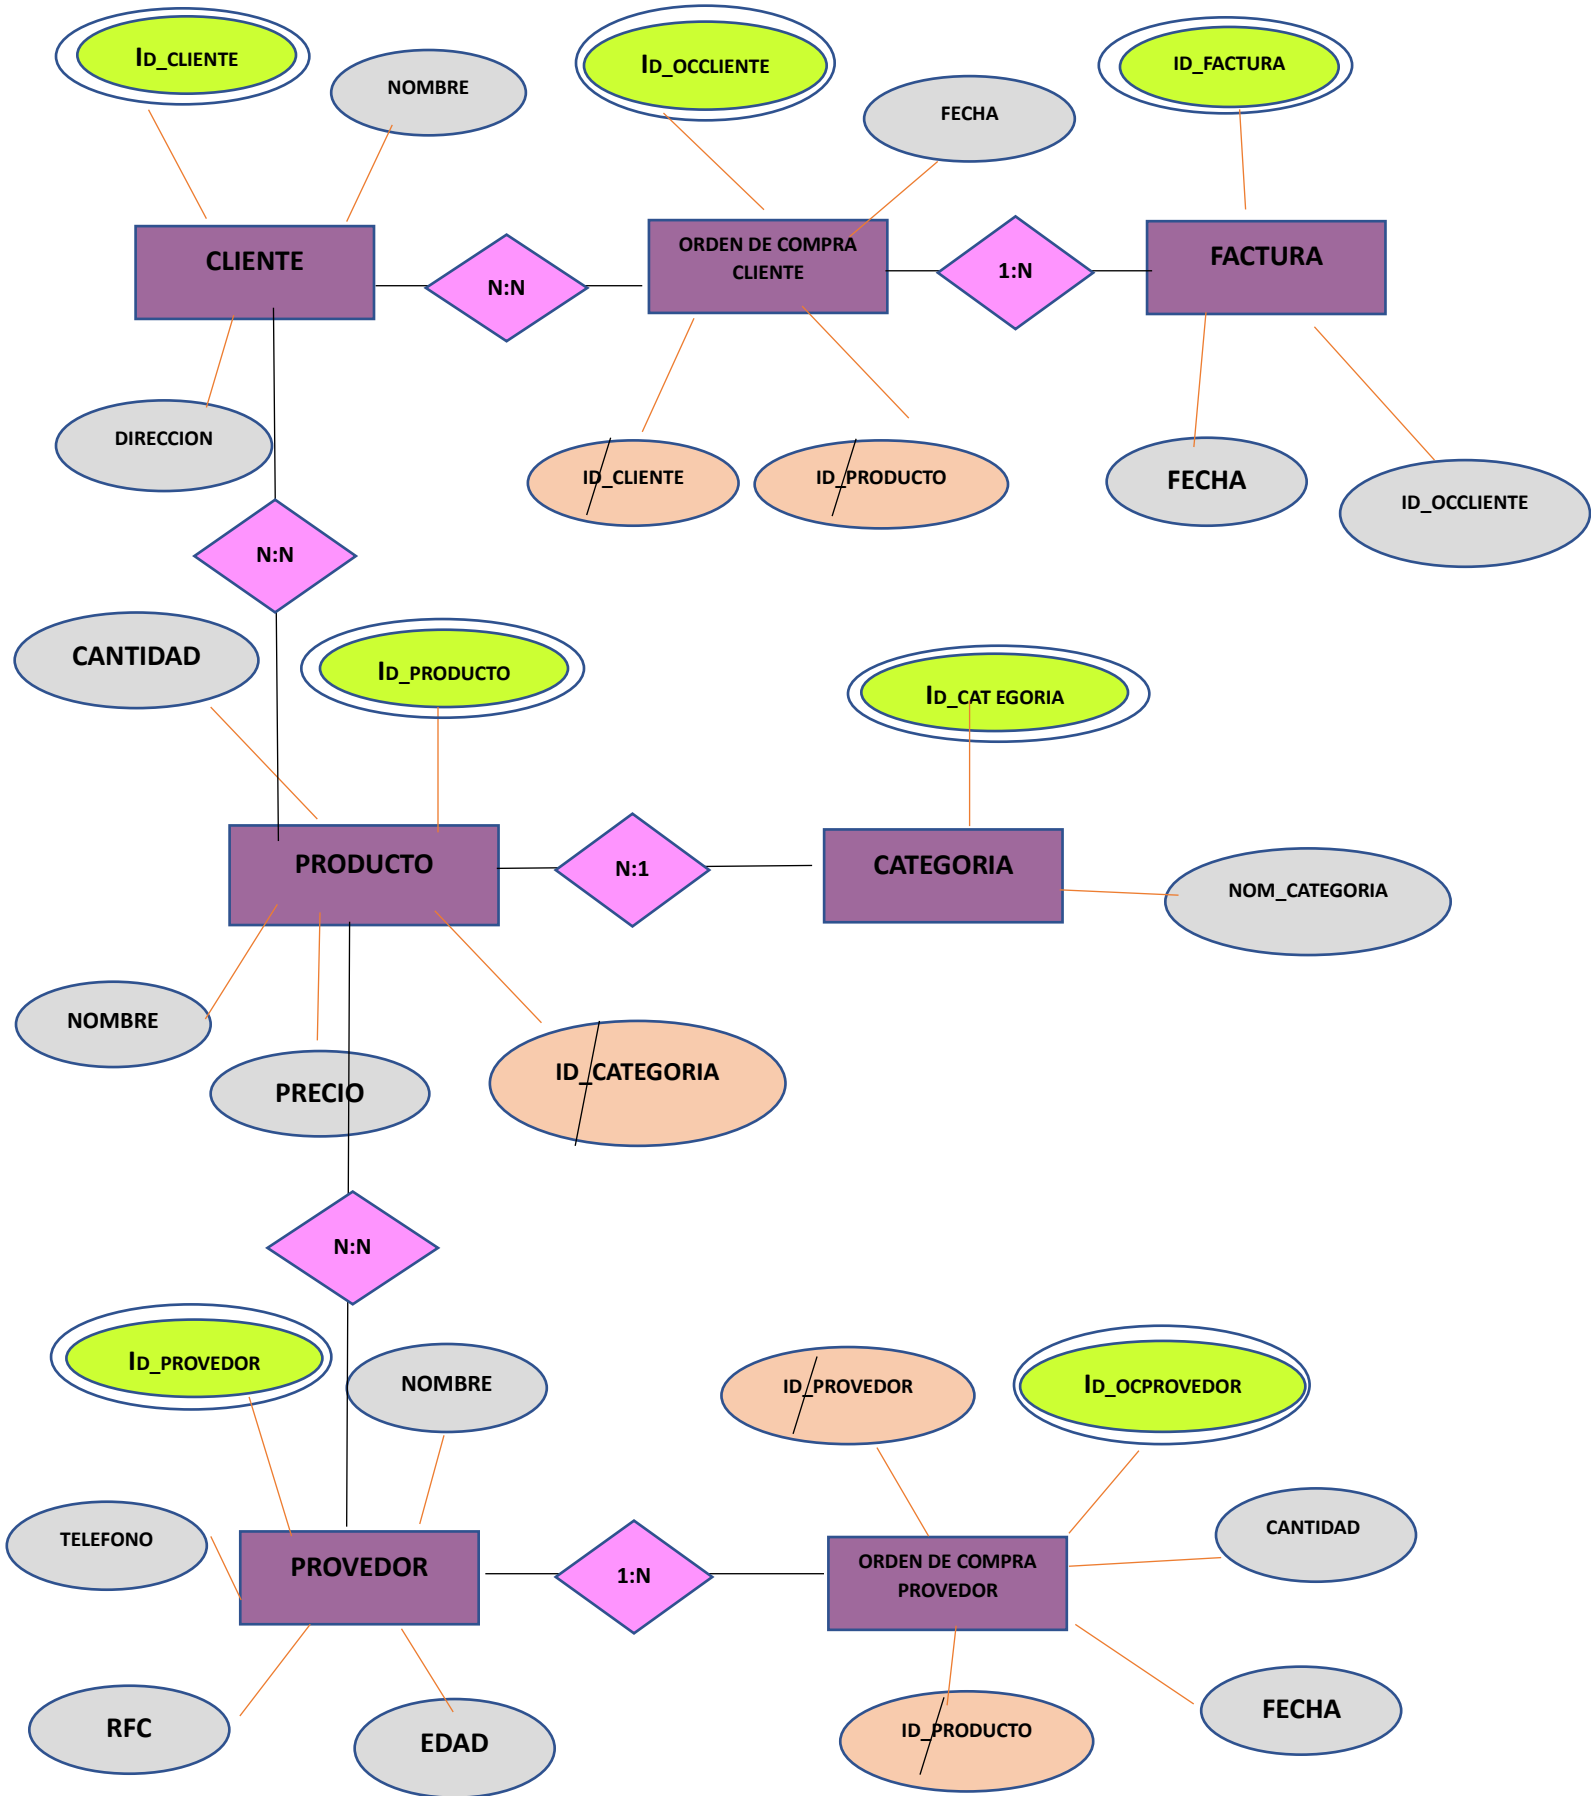 ID_CLIENTE
NOMBRE
ID_OCCLIENTE
FECHA
ID_FACTURA
CLIENTE
N:N
ORDEN DE COMPRA
CLIENTE
1:N
FACTURA
DIRECCION
ID_CLIENTE
ID_PRODUCTO
FECHA
ID_OCCLIENTE
N:N
CANTIDAD
ID_PRODUCTO
ID_CAT EGORIA
PRODUCTO
N:1
CATEGORIA
NOM_CATEGORIA
NOMBRE
PRECIO
ID_CATEGORIA
N:N
ID_PROVEDOR
NOMBRE
ID_PROVEDOR
ID_OCPROVEDOR
TELEFONO
PROVEDOR
1:N
ORDEN DE COMPRA
PROVEDOR
CANTIDAD
RFC
EDAD
ID_PRODUCTO
FECHA